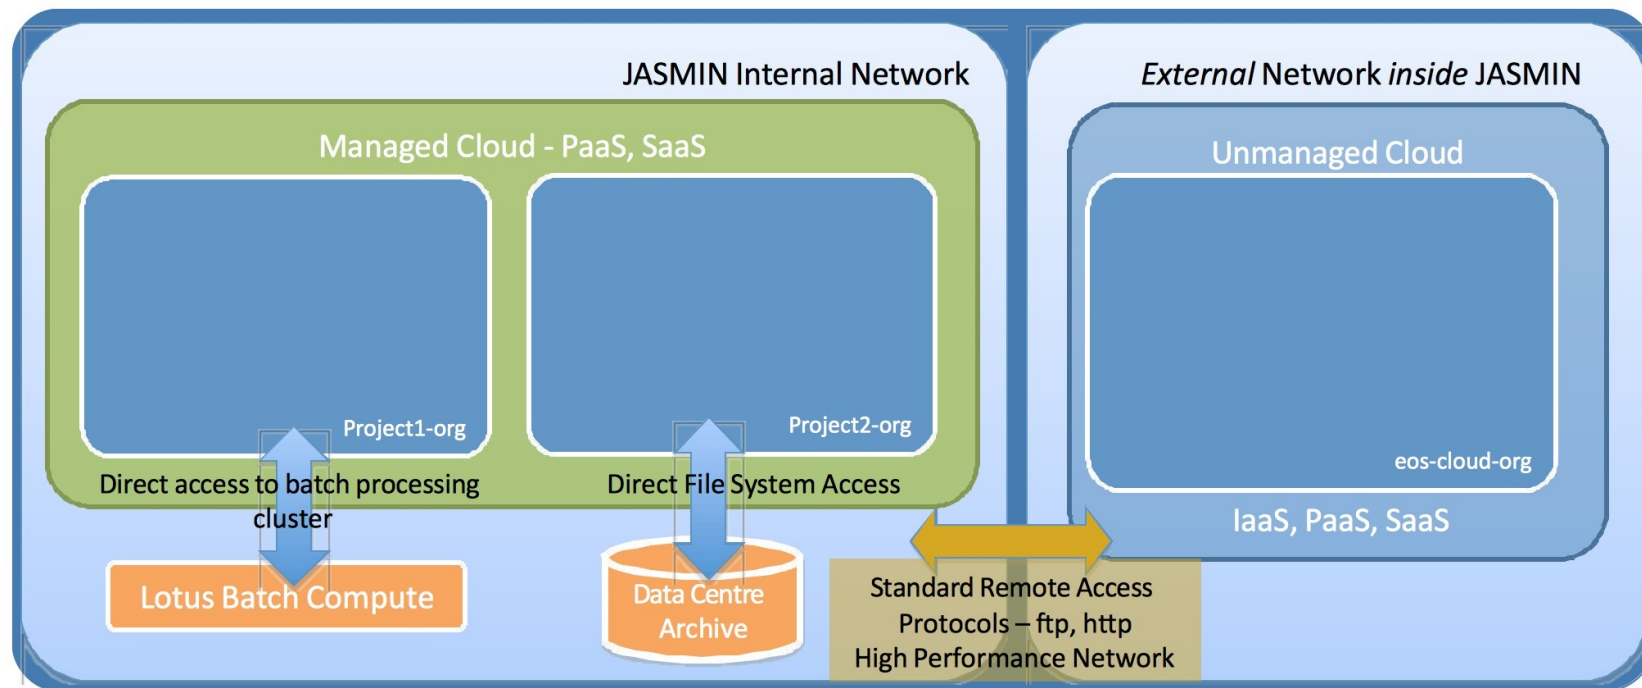 JASMIN Internal Network
External Network inside JASMIN
Managed Cloud - PaaS, SaaS
Unmanaged Cloud
Project1-org
Project2-org
eos-cloud-org
Direct access to batch processing
cluster
Direct File System Access
IaaS, PaaS, SaaS
Lotus Batch Compute
Data Centre
Archive
Standard Remote Access
Protocols – ftp, http
High Performance Network